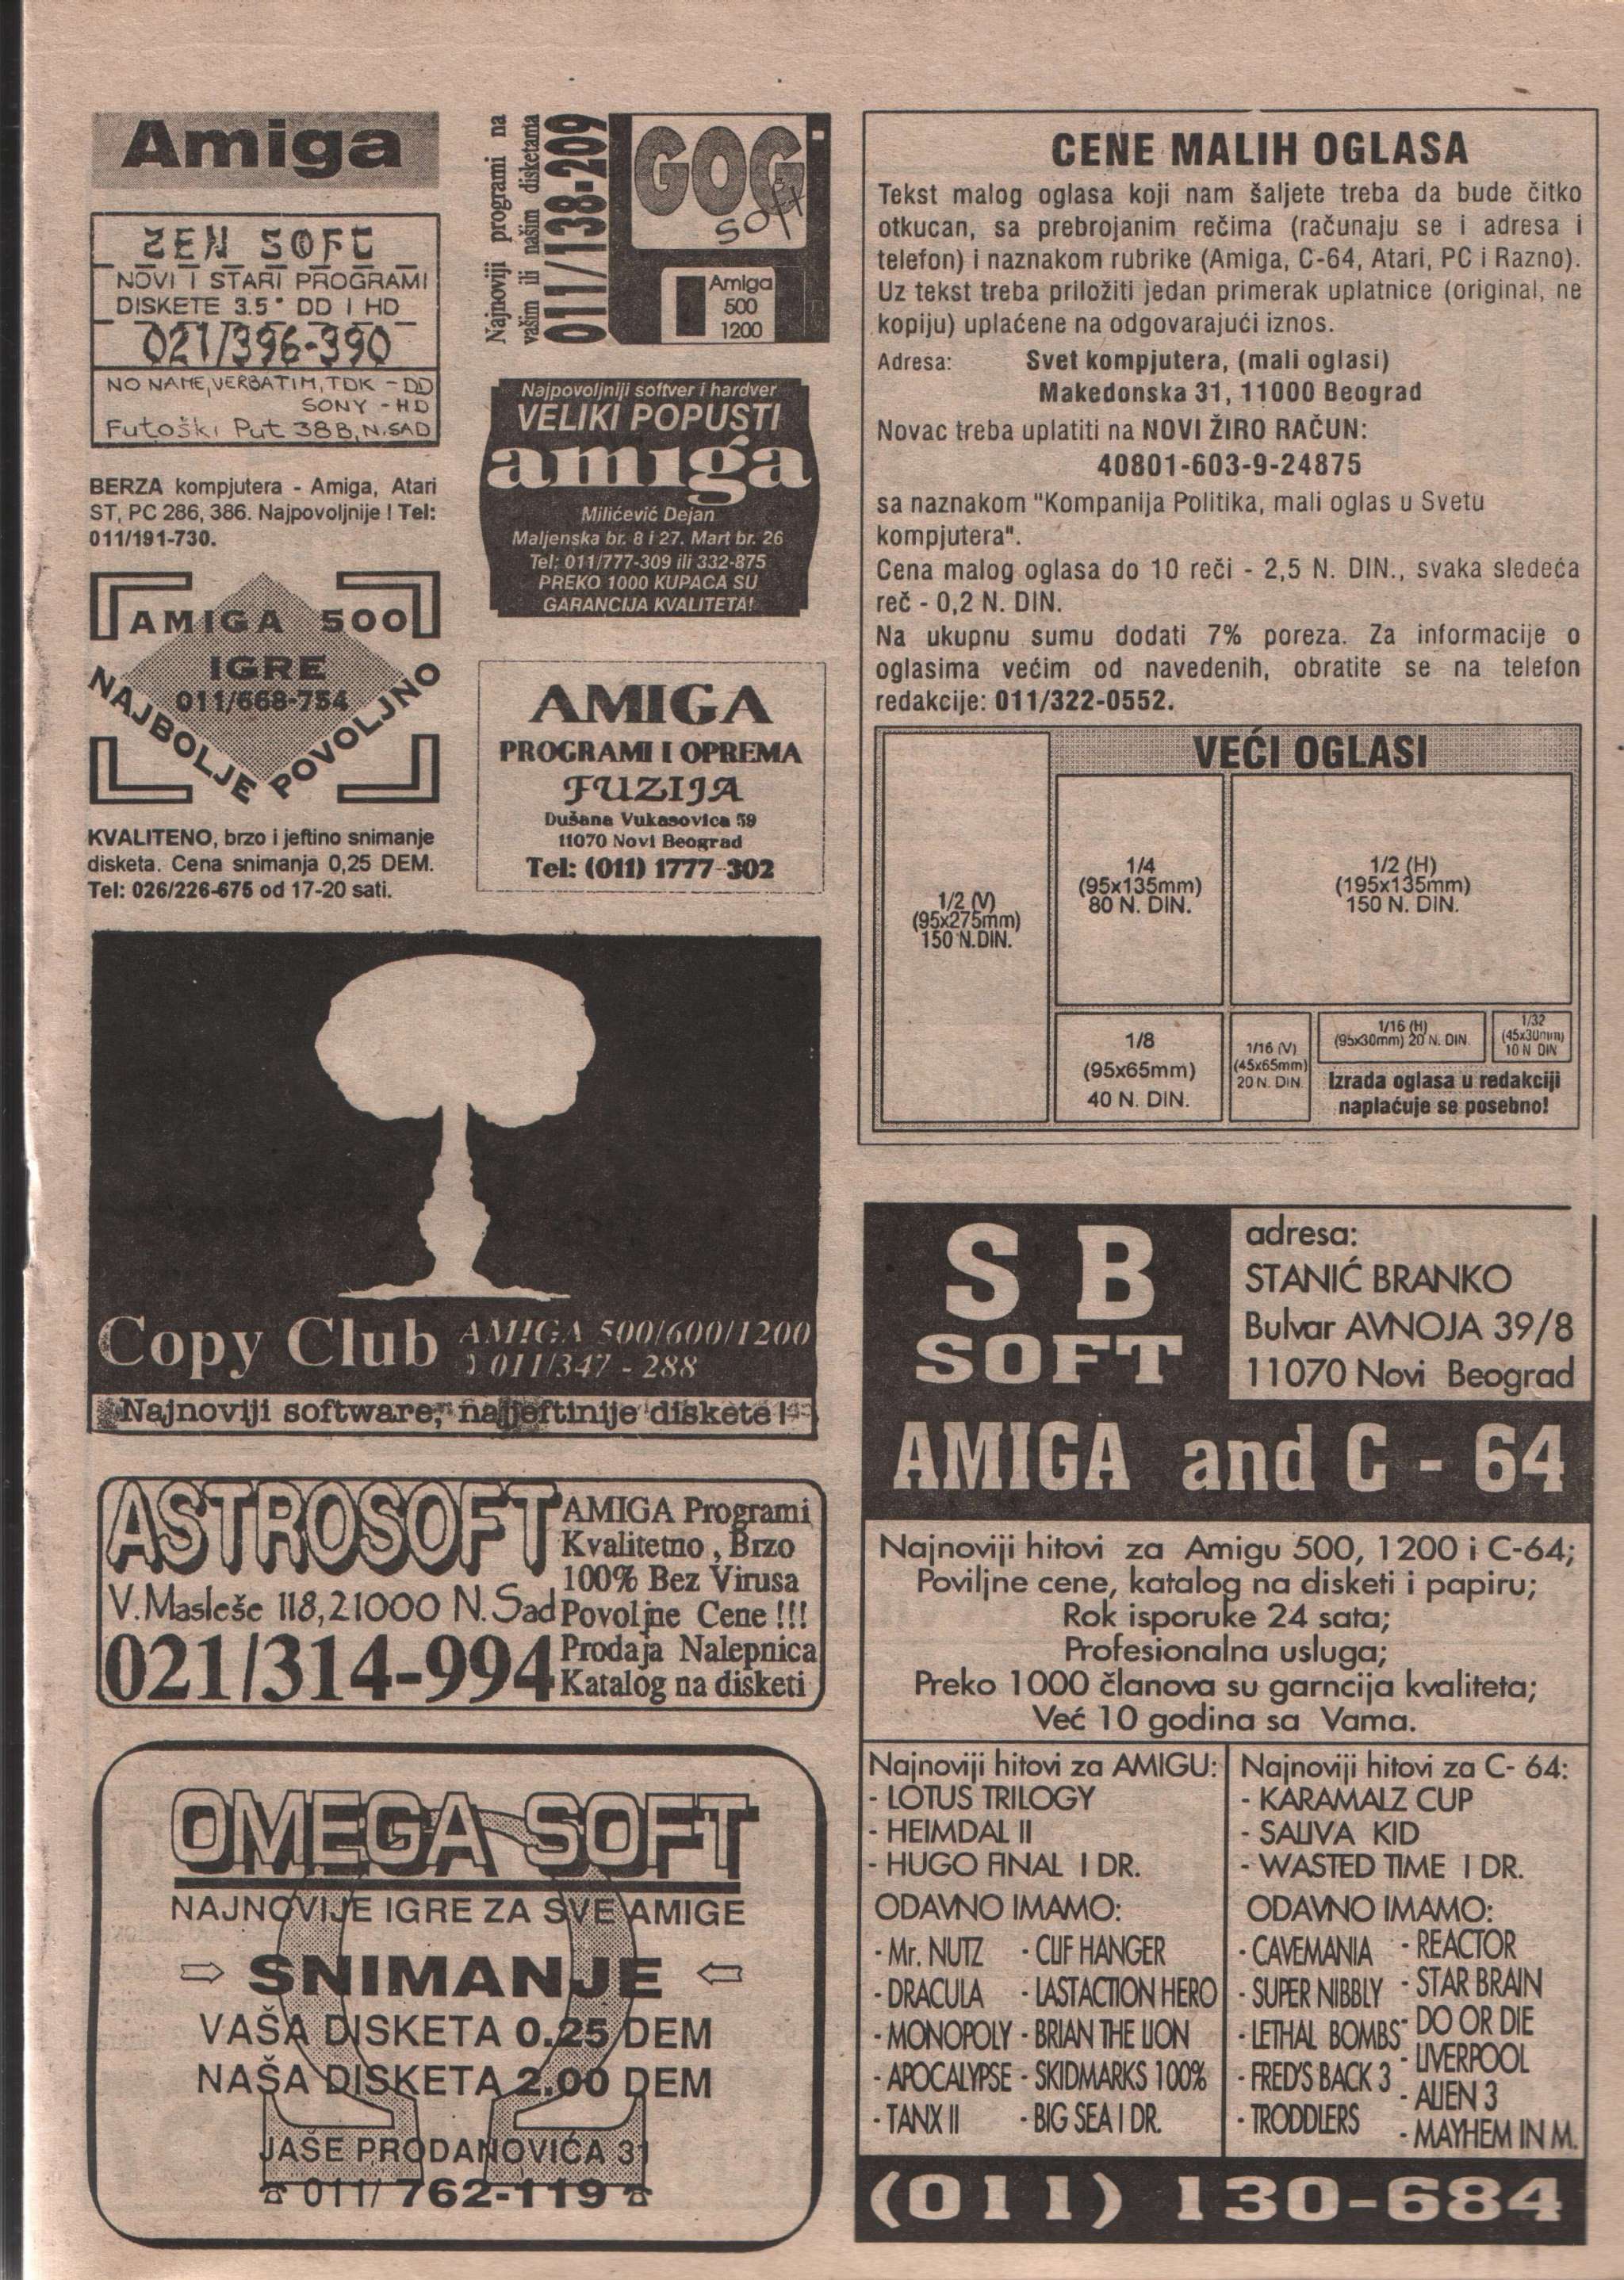 Amiga
ZEN SOFT
NOVI I STARI PROGRAMI
DISKETE 3.5" DD I HD
021/396-390
NO NAME, VERBATIM, TDK - DD
SONY - HD
Futoški Put 38B, N.SAD
BERZA kompjutera - Amiga, Atari
ST, PC 286, 386. Najpovoljnije ! Tel:
011/191-730.
AMIGA 500
IGRE
011/668-754
NAJBOLJE POVOLJNO
KVALITENO, brzo i jeftino snimanje
disketa. Cena snimanja 0,25 DEM.
Tel: 026/226-675 od 17-20 sati.
Najnoviji programi na
vašim ili našim disketama
011/138-209
GOG
SOFT
Amiga
500
1200
Najpovoljniji softver i hardver
VELIKI POPUSTI
amiga
Milićević Dejan
Maljenska br. 8 i 27. Mart br. 26
Tel: 011/777-309 ili 332-875
PREKO 1000 KUPACA SU
GARANCIJA KVALITETA!
AMIGA
PROGRAMI I OPREMA
FUZIJA
Dušana Vukasovića 59
11070 Novi Beograd
Tel: (011) 1777-302
Copy Club
AMIGA 500/600/1200
011/347 - 288
Najnoviji software, najjeftinije diskete !
ASTROSOFT
V.Masleše 118, 21000 N.Sad
021/314-994
AMIGA Programi
Kvalitetno , Brzo
100% Bez Virusa
Povoljne Cene !!!
Prodaja Nalepnica
Katalog na disketi
OMEGA SOFT
NAJNOVIJE IGRE ZA SVE AMIGE
⇨ SNIMANJE ⇦
VAŠA DISKETA 0.25 DEM
NAŠA DISKETA 2.00 DEM
JAŠE PRODANOVIĆA 31
☎ 011/ 762-119 ☎
CENE MALIH OGLASA
Tekst malog oglasa koji nam šaljete treba da bude čitko
otkucan, sa prebrojanim rečima (računaju se i adresa i
telefon) i naznakom rubrike (Amiga, C-64, Atari, PC i Razno).
Uz tekst treba priložiti jedan primerak uplatnice (original, ne
kopiju) uplaćene na odgovarajući iznos.
Adresa: Svet kompjutera, (mali oglasi)
Makedonska 31, 11000 Beograd
Novac treba uplatiti na NOVI ŽIRO RAČUN:
40801-603-9-24875
sa naznakom "Kompanija Politika, mali oglas u Svetu
kompjutera".
Cena malog oglasa do 10 reči - 2,5 N. DIN., svaka sledeća
reč - 0,2 N. DIN.
Na ukupnu sumu dodati 7% poreza. Za informacije o
oglasima većim od navedenih, obratite se na telefon
redakcije: 011/322-0552.
VEĆI OGLASI
1/2 (V)
(95x275mm)
150 N.DIN.
1/4
(95x135mm)
80 N. DIN.
1/2 (H)
(195x135mm)
150 N. DIN.
1/8
(95x65mm)
40 N. DIN.
1/16 (V)
(45x65mm)
20 N. DIN.
1/16 (H)
(95x30mm) 20 N. DIN.
1/32
(45x30mm)
10 N DIN
Izrada oglasa u redakciji
naplaćuje se posebno!
S B
SOFT
adresa:
STANIĆ BRANKO
Bulvar AVNOJA 39/8
11070 Novi Beograd
AMIGA and C - 64
Najnoviji hitovi za Amigu 500, 1200 i C-64;
Poviljne cene, katalog na disketi i papiru;
Rok isporuke 24 sata;
Profesionalna usluga;
Preko 1000 članova su garncija kvaliteta;
Već 10 godina sa Vama.
Najnoviji hitovi za AMIGU:
- LOTUS TRILOGY
- HEIMDAL II
- HUGO FINAL I DR.
ODAVNO IMAMO:
- Mr. NUTZ - CLIF HANGER
- DRACULA - LASTACTION HERO
- MONOPOLY - BRIAN THE LION
- APOCALYPSE - SKIDMARKS 100%
- TANX II - BIG SEA I DR.
Najnoviji hitovi za C- 64:
- KARAMALZ CUP
- SALIVA KID
- WASTED TIME I DR.
ODAVNO IMAMO:
- CAVEMANIA - REACTOR
- SUPER NIBBLY - STAR BRAIN
- LETHAL BOMBS - DO OR DIE
- LIVERPOOL
- FRED'S BACK 3
- ALIEN 3
- TRODDLERS
- MAYHEM IN M.
(011) 130-684